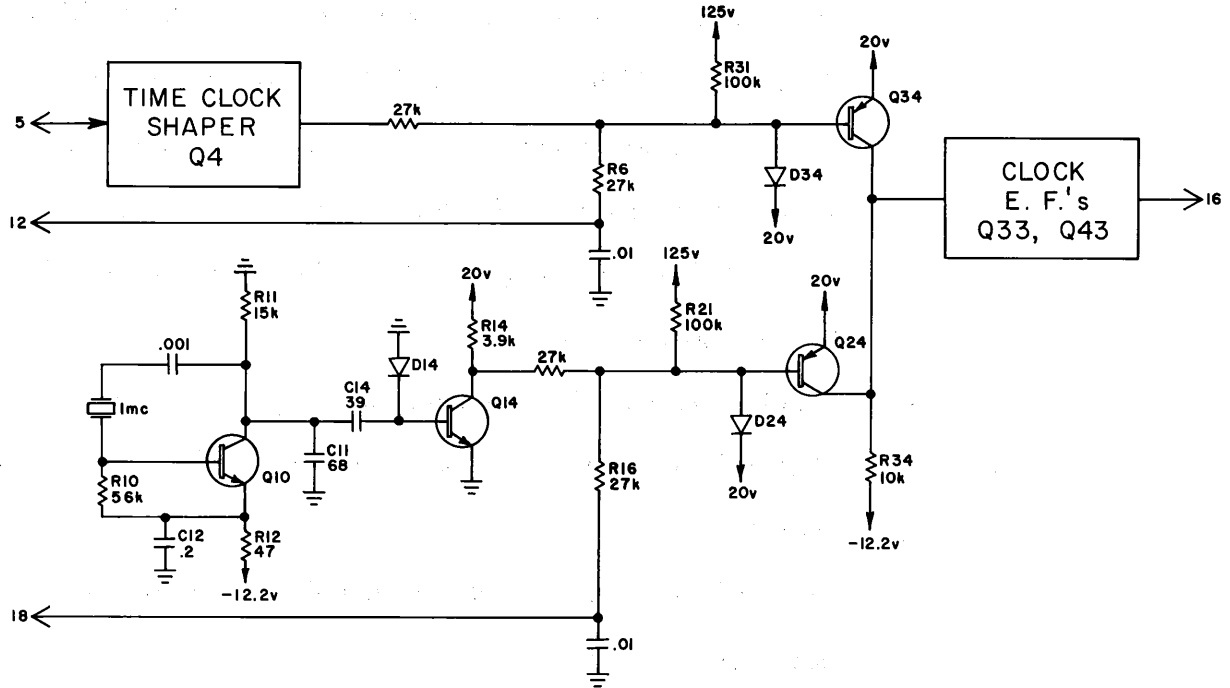 125v
20v
R31
100k
Q34
TIME CLOCK
SHAPER
Q4
5
27k
R6
27k
D34
20v
CLOCK
E. F.'s
Q33, Q43
16
12
.01
125v
20v
R11
15k
20v
R14
3.9k
R21
100k
Q24
.001
1mc
D14
27k
C14
39
Q14
D24
20v
R10
56k
Q10
C11
68
R16
27k
R34
10k
C12
.2
R12
47
-12.2v
-12.2v
18
.01